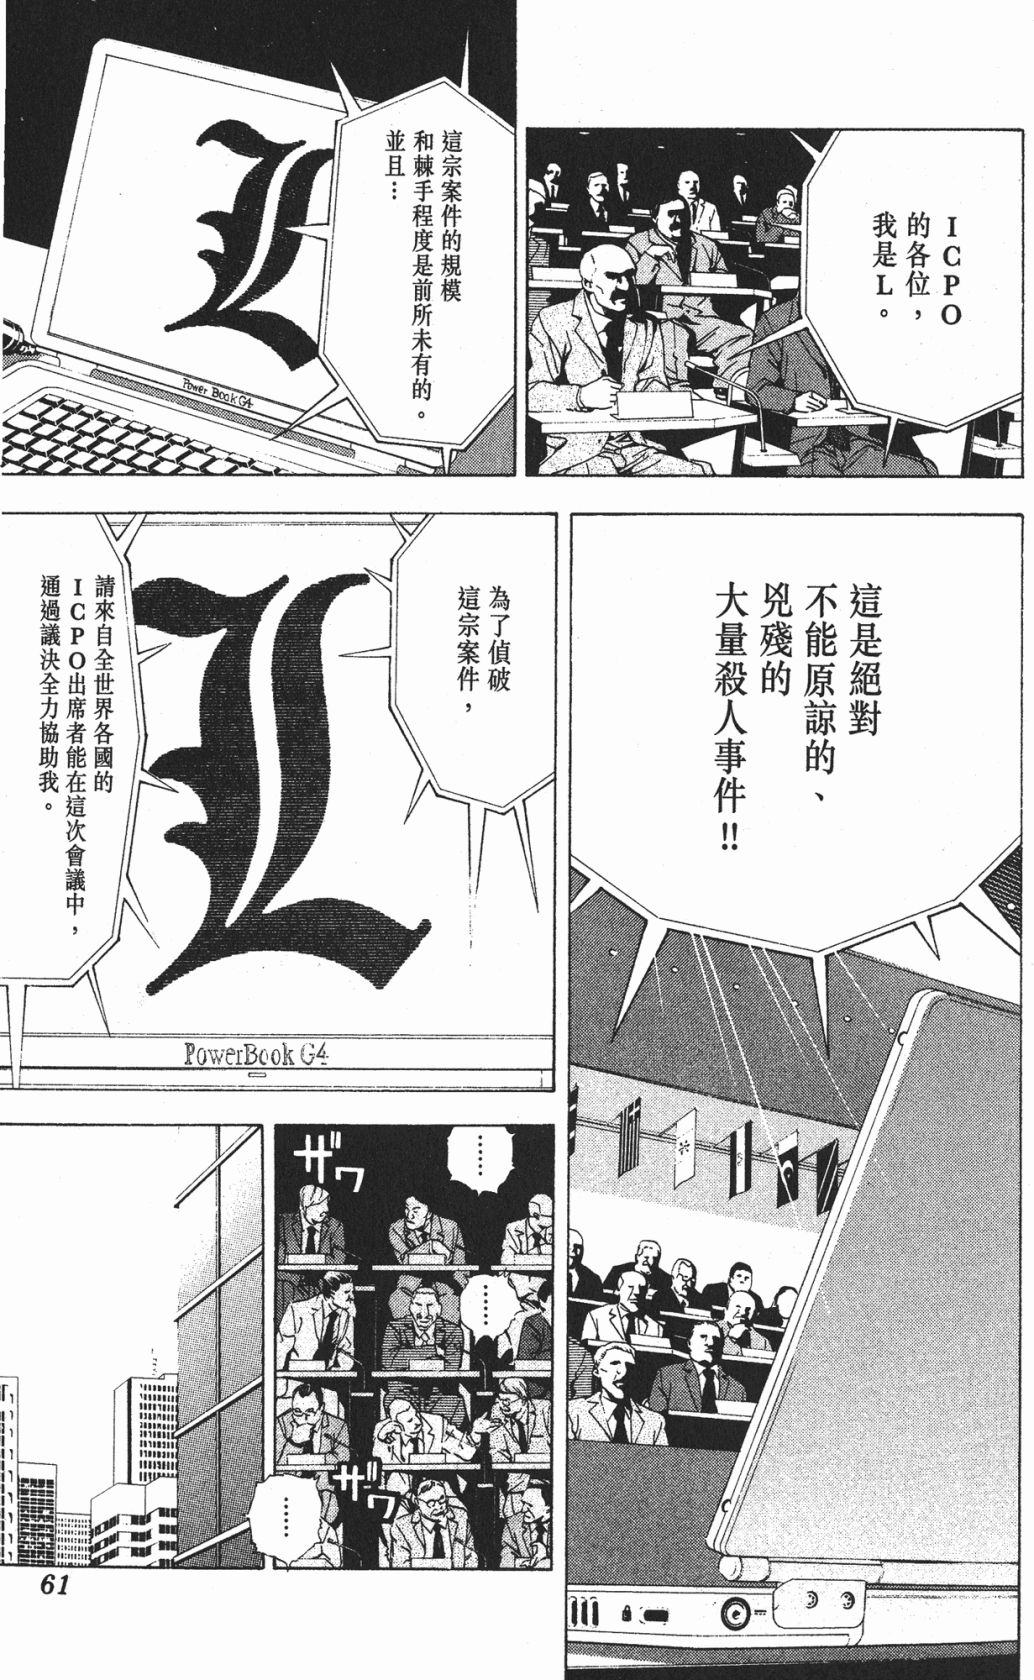 ICPO
的各位，
我是L。
這宗案件的規模
和棘手程度是前所未有的。
並且…
Power Book G4
這是絕對
不能原諒的、
兇殘的
大量殺人事件!!
為了偵破
這宗案件，
請來自全世界各國的
ICPO出席者能在這次會議中，
通過議決全力協助我。
L
PowerBook G4
……
ザワ
……
ザワ
……
61